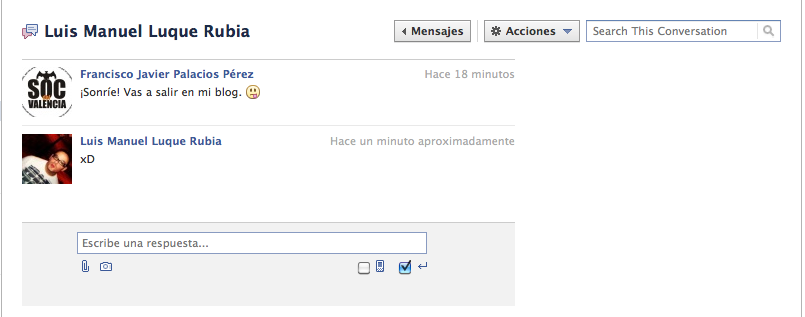 Luis Manuel Luque Rubia
Mensajes
Acciones
Search This Conversation
SOC
VALENCIA
Francisco Javier Palacios Pérez
Hace 18 minutos
¡Sonríe! Vas a salir en mi blog.
Luis Manuel Luque Rubia
Hace un minuto aproximadamente
xD
Escribe una respuesta...